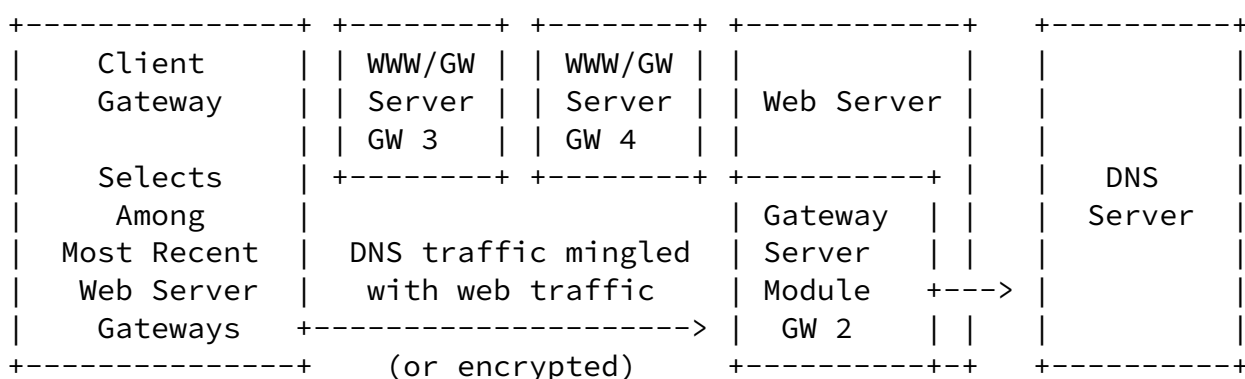 +---------------+ +--------+ +--------+ +------------+   +----------+
|    Client     | | WWW/GW | | WWW/GW | |            |   |          |
|    Gateway    | | Server | | Server | | Web Server |   |          |
|               | | GW 3   | | GW 4   | |            |   |          |
|    Selects    | +--------+ +--------+ +----------+ |   |   DNS    |
|     Among     |                       | Gateway  | |   |  Server  |
|  Most Recent  |  DNS traffic mingled  | Server   | |   |          |
|   Web Server  |   with web traffic    | Module   +---> |          |
|    Gateways   +---------------------> |  GW 2    | |   |          |
+---------------+    (or encrypted)     +----------+-+   +----------+